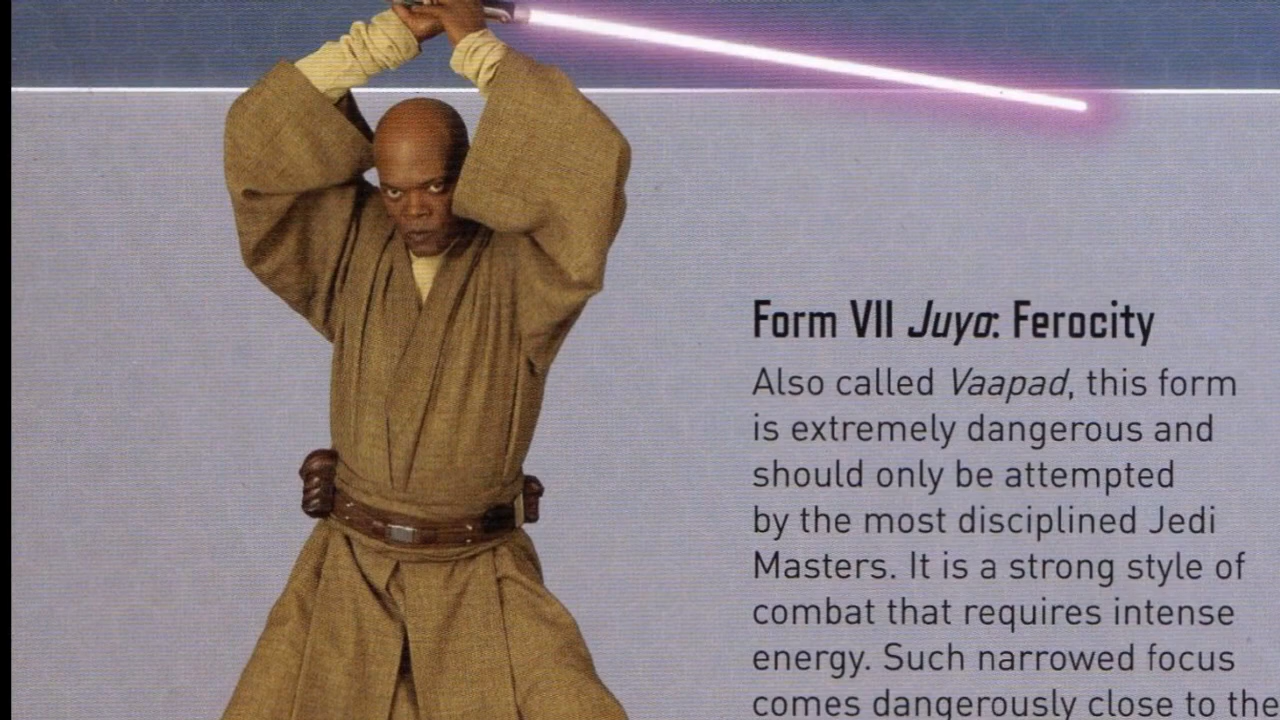 Form VII Juyo: Ferocity
Also called Vaapad, this form
is extremely dangerous and
should only be attempted
by the most disciplined Jedi
Masters. It is a strong style of
combat that requires intense
energy. Such narrowed focus
comes dangerously close to the